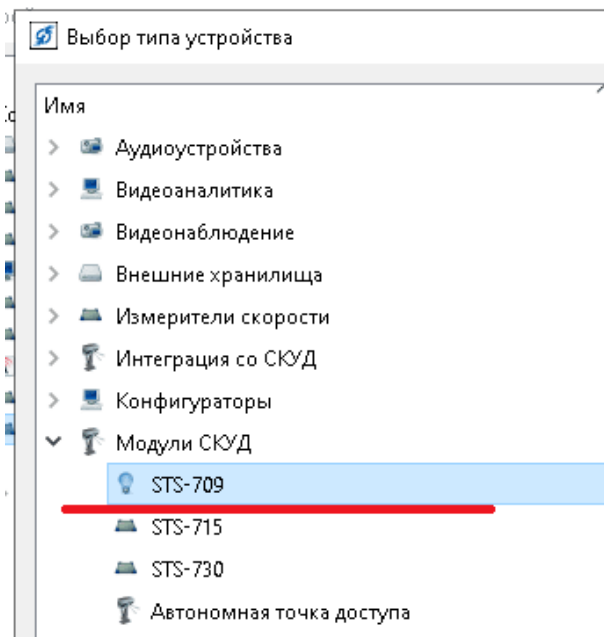 Выбор типа устройства
Имя
Аудиоустройства
Видеоаналитика
Видеонаблюдение
Внешние хранилища
Измерители скорости
Интеграция со СКУД
Конфигураторы
Модули СКУД
STS-709
STS-715
STS-730
Автономная точка доступа